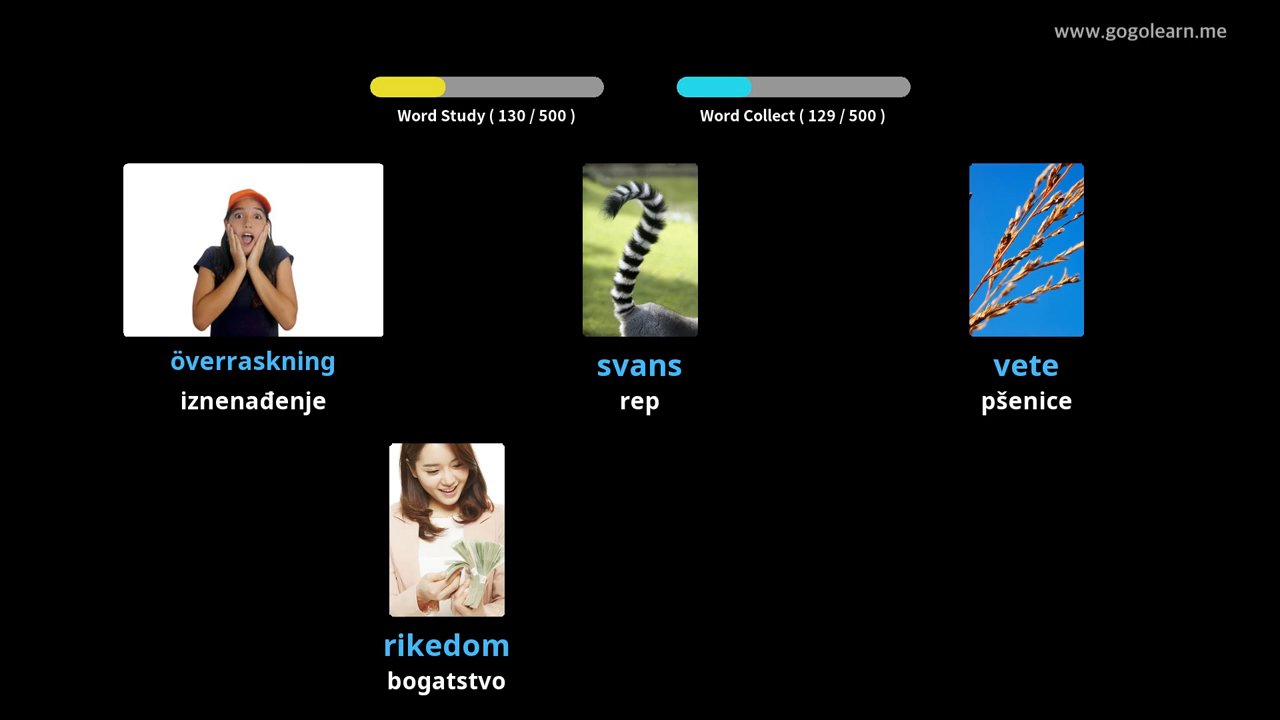 www.gogolearn.me
Word Study ( 130 / 500 )
Word Collect ( 129 / 500 )
överraskning
iznenađenje
svans
rep
vete
pšenice
rikedom
bogatstvo